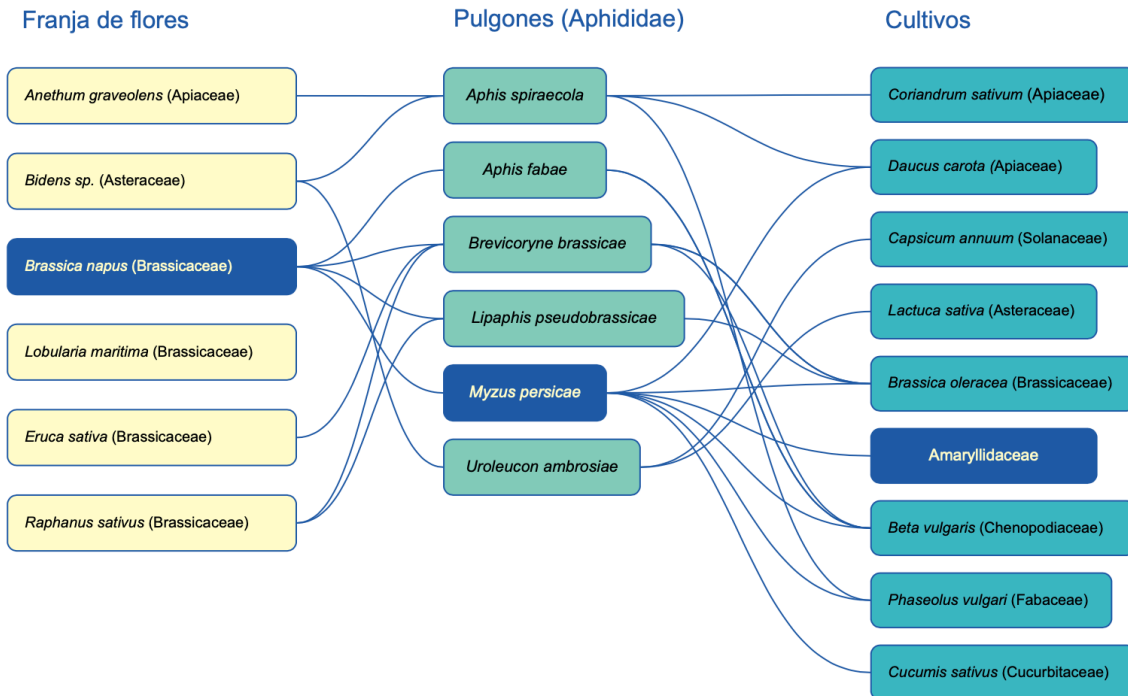 Franja de flores
Pulgones (Aphididae)
Cultivos
Anethum graveolens (Apiaceae)
Bidens sp. (Asteraceae)
Brassica napus (Brassicaceae)
Lobularia maritima (Brassicaceae)
Eruca sativa (Brassicaceae)
Raphanus sativus (Brassicaceae)
Aphis spiraecola
Aphis fabae
Brevicoryne brassicae
Lipaphis pseudobrassicae
Myzus persicae
Uroleucon ambrosiae
Coriandrum sativum (Apiaceae)
Daucus carota (Apiaceae)
Capsicum annuum (Solanaceae)
Lactuca sativa (Asteraceae)
Brassica oleracea (Brassicaceae)
Amaryllidaceae
Beta vulgaris (Chenopodiaceae)
Phaseolus vulgari (Fabaceae)
Cucumis sativus (Cucurbitaceae)